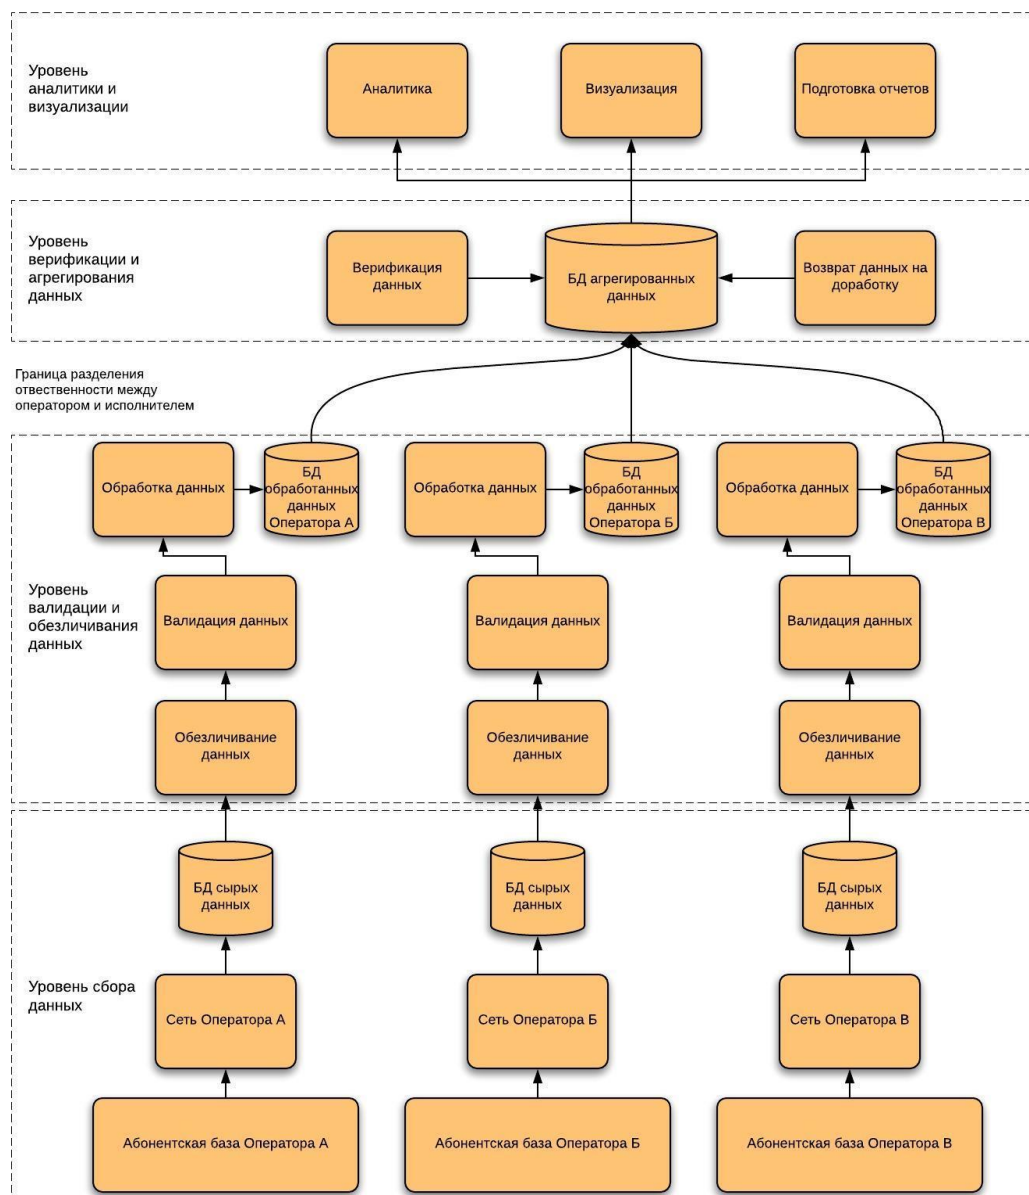 Уровень
аналитики и
визуализации
Аналитика
Визуализация
Подготовка отчетов
Уровень
верификации и
агрегирования
данных
Верификация
данных
БД агрегированных
данных
Возврат данных на
доработку
Граница разделения
отвественности между
оператором и исполнителем
Обработка данных
БД
обработанных
данных
Оператора А
Обработка данных
БД
обработанных
данных
Оператора Б
Обработка данных
БД
обработанных
данных
Оператора В
Уровень
валидации и
обезличивания
данных
Валидация данных
Валидация данных
Валидация данных
Обезличивание
данных
Обезличивание
данных
Обезличивание
данных
БД сырых
данных
БД сырых
данных
БД сырых
данных
Уровень сбора
данных
Сеть Оператора А
Сеть Оператора Б
Сеть Оператора В
Абонентская база Оператора А
Абонентская база Оператора Б
Абонентская база Оператора В